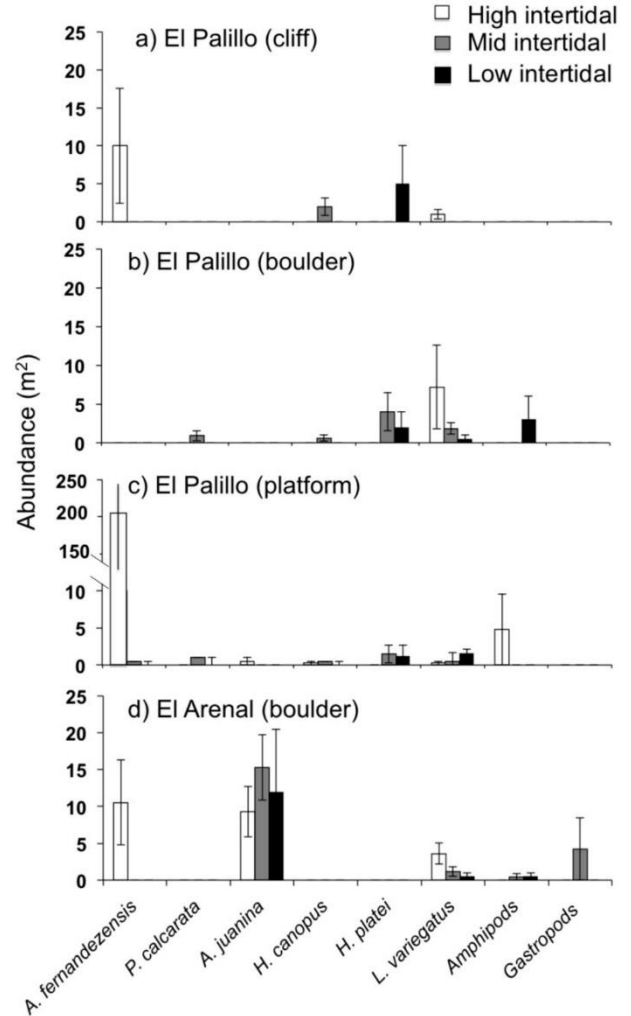 High intertidal
Mid intertidal
Low intertidal
a) El Palillo (cliff)
25
20
15
10
5
0
b) El Palillo (boulder)
25
20
15
10
5
0
Abundance (m²)
c) El Palillo (platform)
250
200
150
10
5
0
d) El Arenal (boulder)
25
20
15
10
5
0
A. fernandezensis
P. calcarata
A. juanina
H. canopus
H. platei
L. variegatus
Amphipods
Gastropods